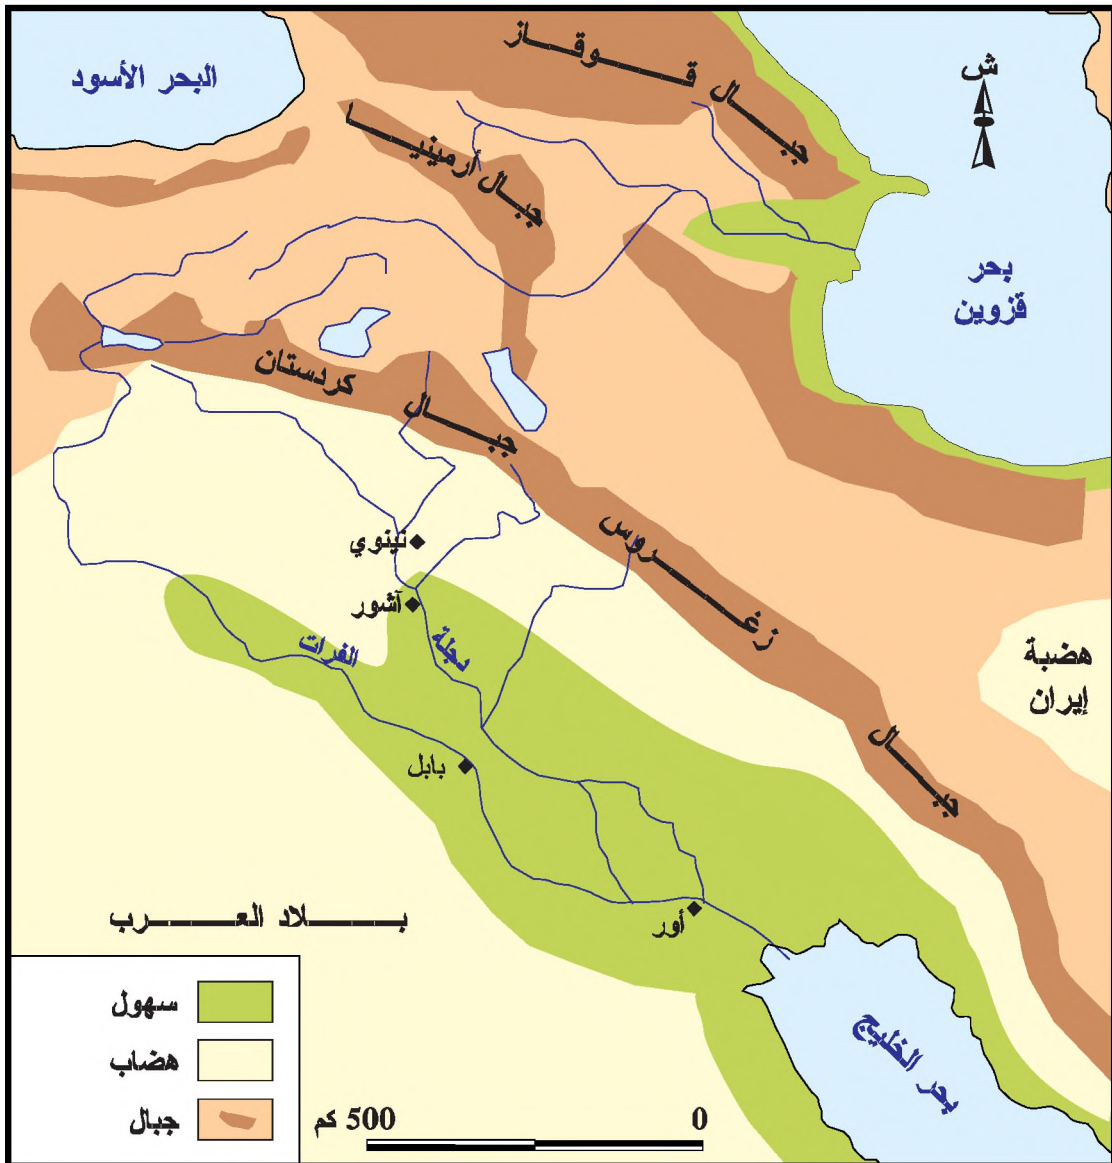 جبال قوقاز
البحر الأسود
ش
جبال أرمينيا
بحر
قزوين
جبال كردستان
نينوي
آشور
دجلة
الفرات
جبال زغروس
هضبة
إيران
بابل
أور
بلاد العرب
بحر الخليج
سهول
هضاب
جبال
500 كم
0